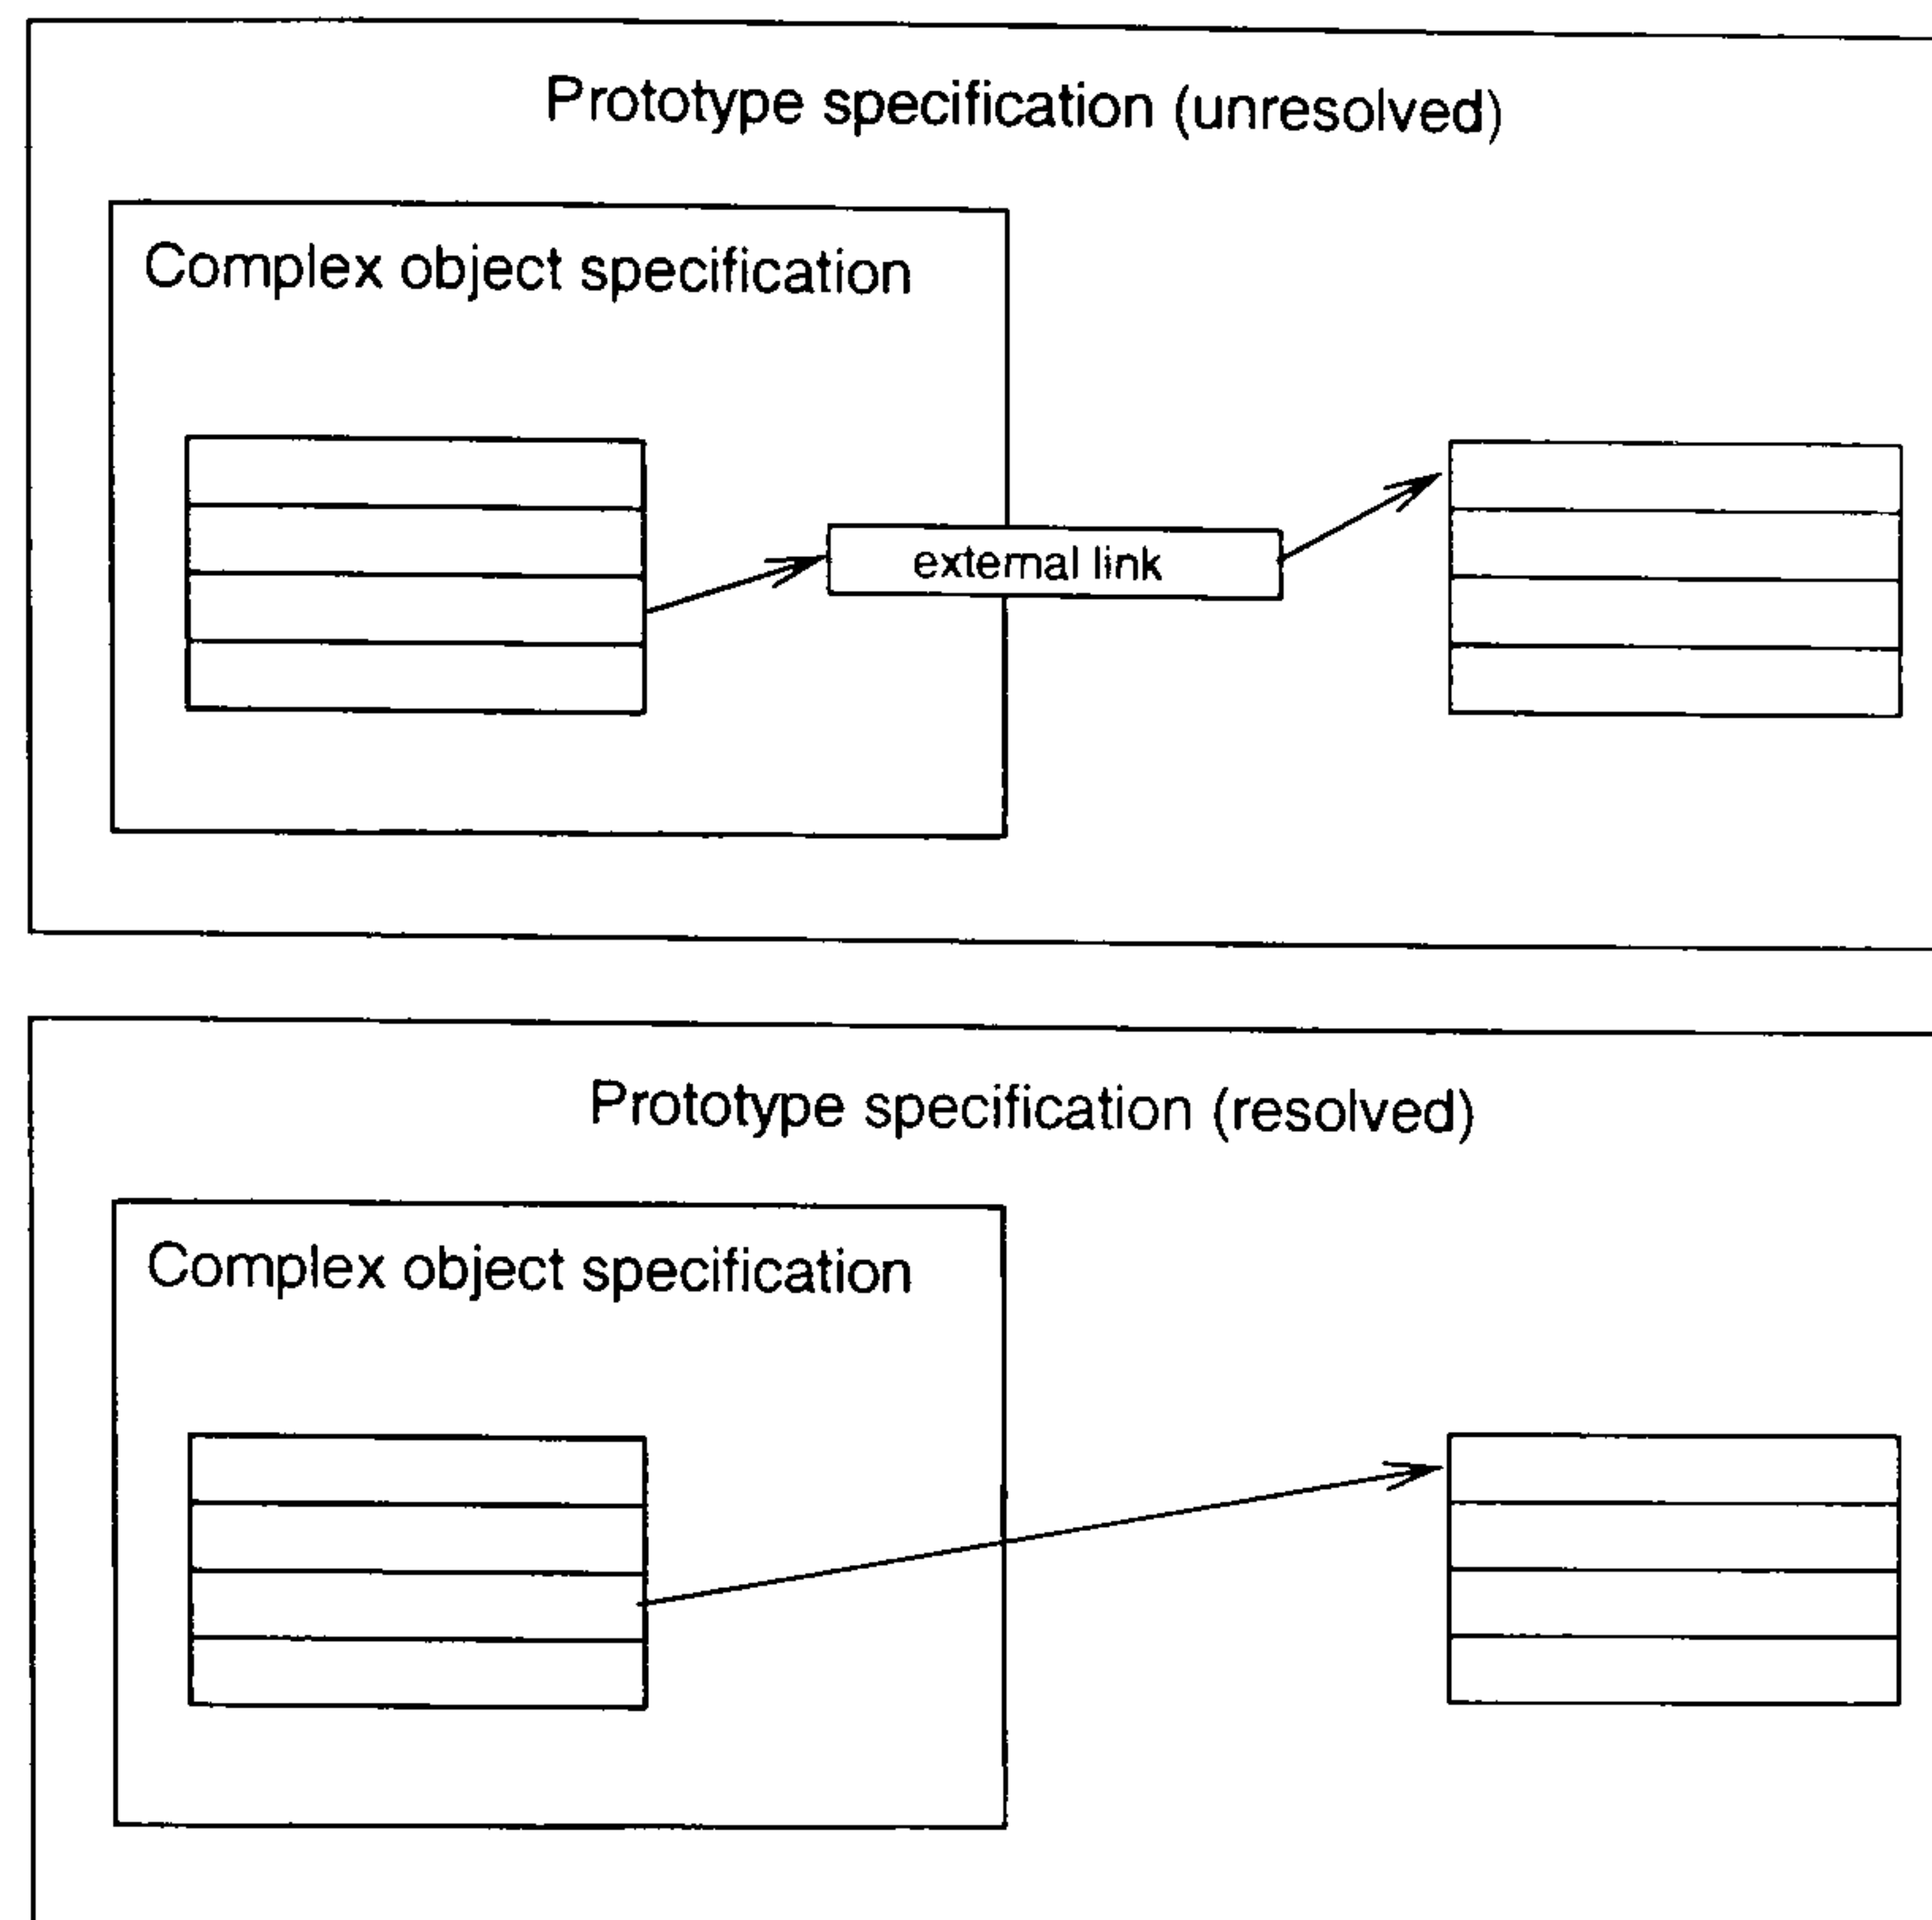 Prototype specification (unresolved)
Complex object specification
external link
Prototype specification (resolved)
Complex object specification